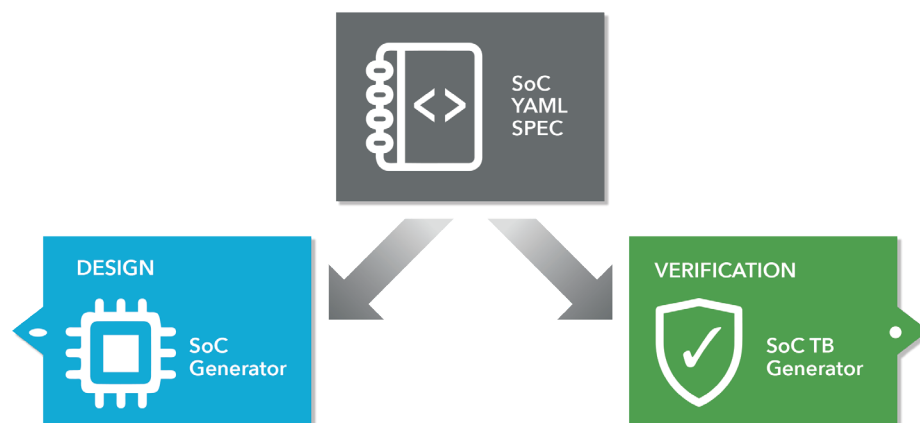 SoC
YAML
SPEC
DESIGN
SoC
Generator
VERIFICATION
SoC TB
Generator